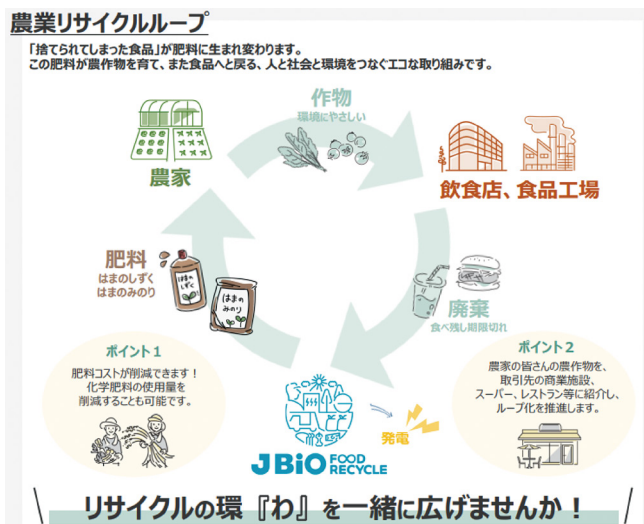 農業リサイクルループ
「捨てられてしまった食品」が肥料に生まれ変わります。
この肥料が農作物を育て、また食品へと戻る、人と社会と環境をつなぐエコな取り組みです。
作物
環境にやさしい
農家
飲食店、食品工場
肥料
はまのしずく
はまのみのり
はまの
しずく
はまの
みのり
廃棄
食べ残し期限切れ
ポイント1
肥料コストが削減できます！
化学肥料の使用量を
削減することも可能です。
ポイント2
農家の皆さんの農作物を、
取引先の商業施設、
スーパー、レストラン等に紹介し、
ループ化を推進します。
発電
JBiO FOOD RECYCLE
リサイクルの環『わ』を一緒に広げませんか！